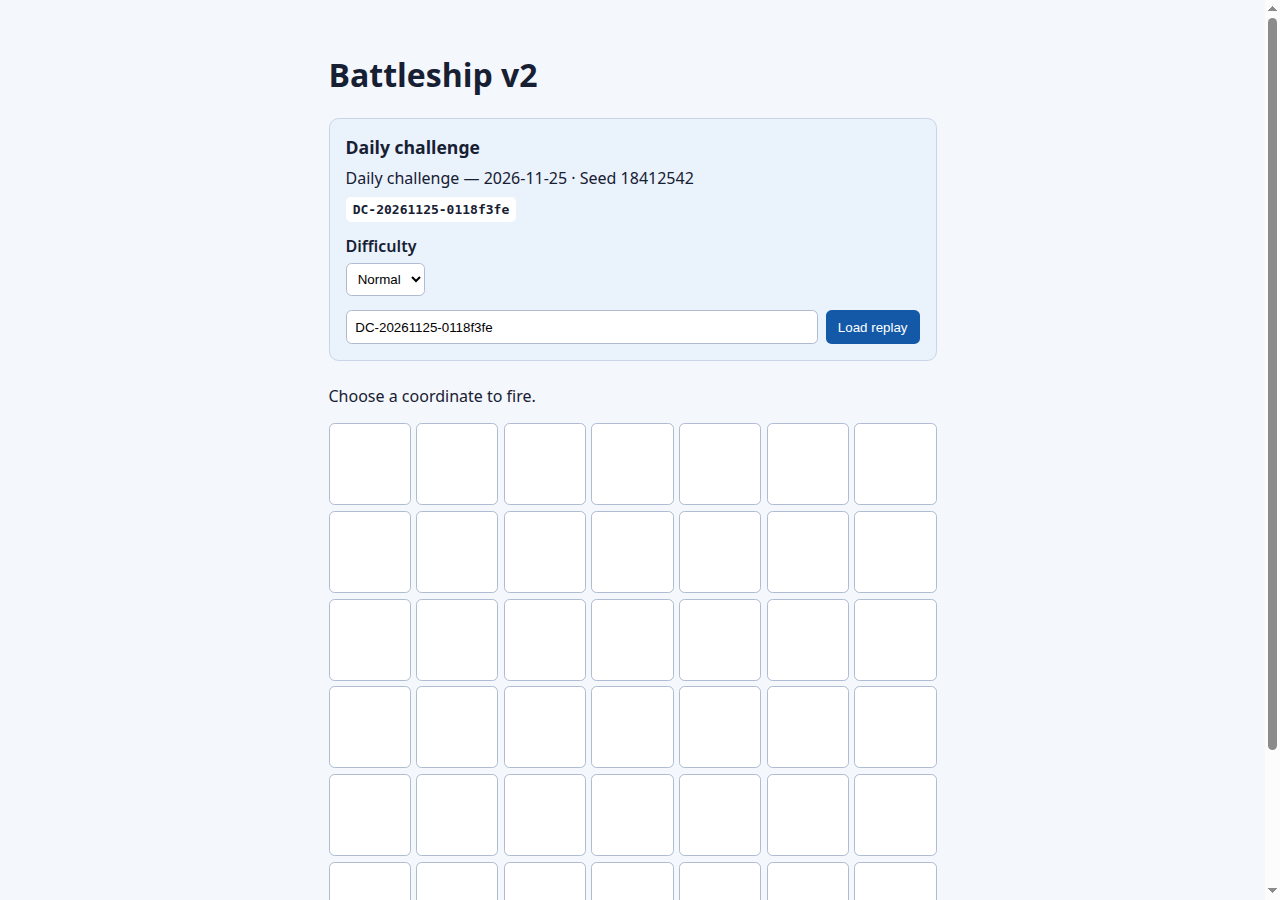 Battleship v2
Daily challenge
Daily challenge — 2026-11-25 · Seed 18412542
DC-20261125-0118f3fe
Difficulty
Normal
DC-20261125-0118f3fe
Load replay
Choose a coordinate to fire.